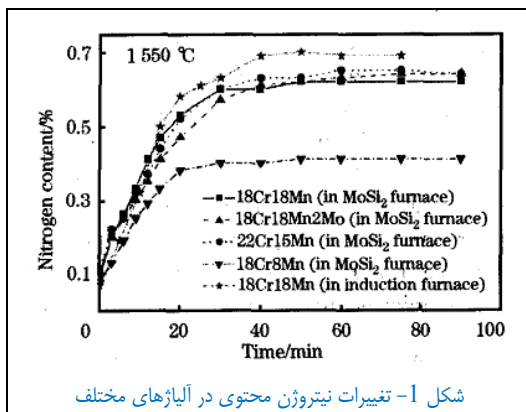 0.7
1 550 ℃
0.5
Nitrogen content/%
0.3
18Cr18Mn (in MoSi₂ furnace)
18Cr18Mn2Mo (in MoSi₂ furnace)
22Cr15Mn (in MoSi₂ furnace)
18Cr8Mn (in MoSi₂ furnace)
18Cr18Mn (in induction furnace)
0.1
0 20 40 60 80 100
Time/min
شکل 1- تغییرات نیتروژن محتوی در آلیاژهای مختلف